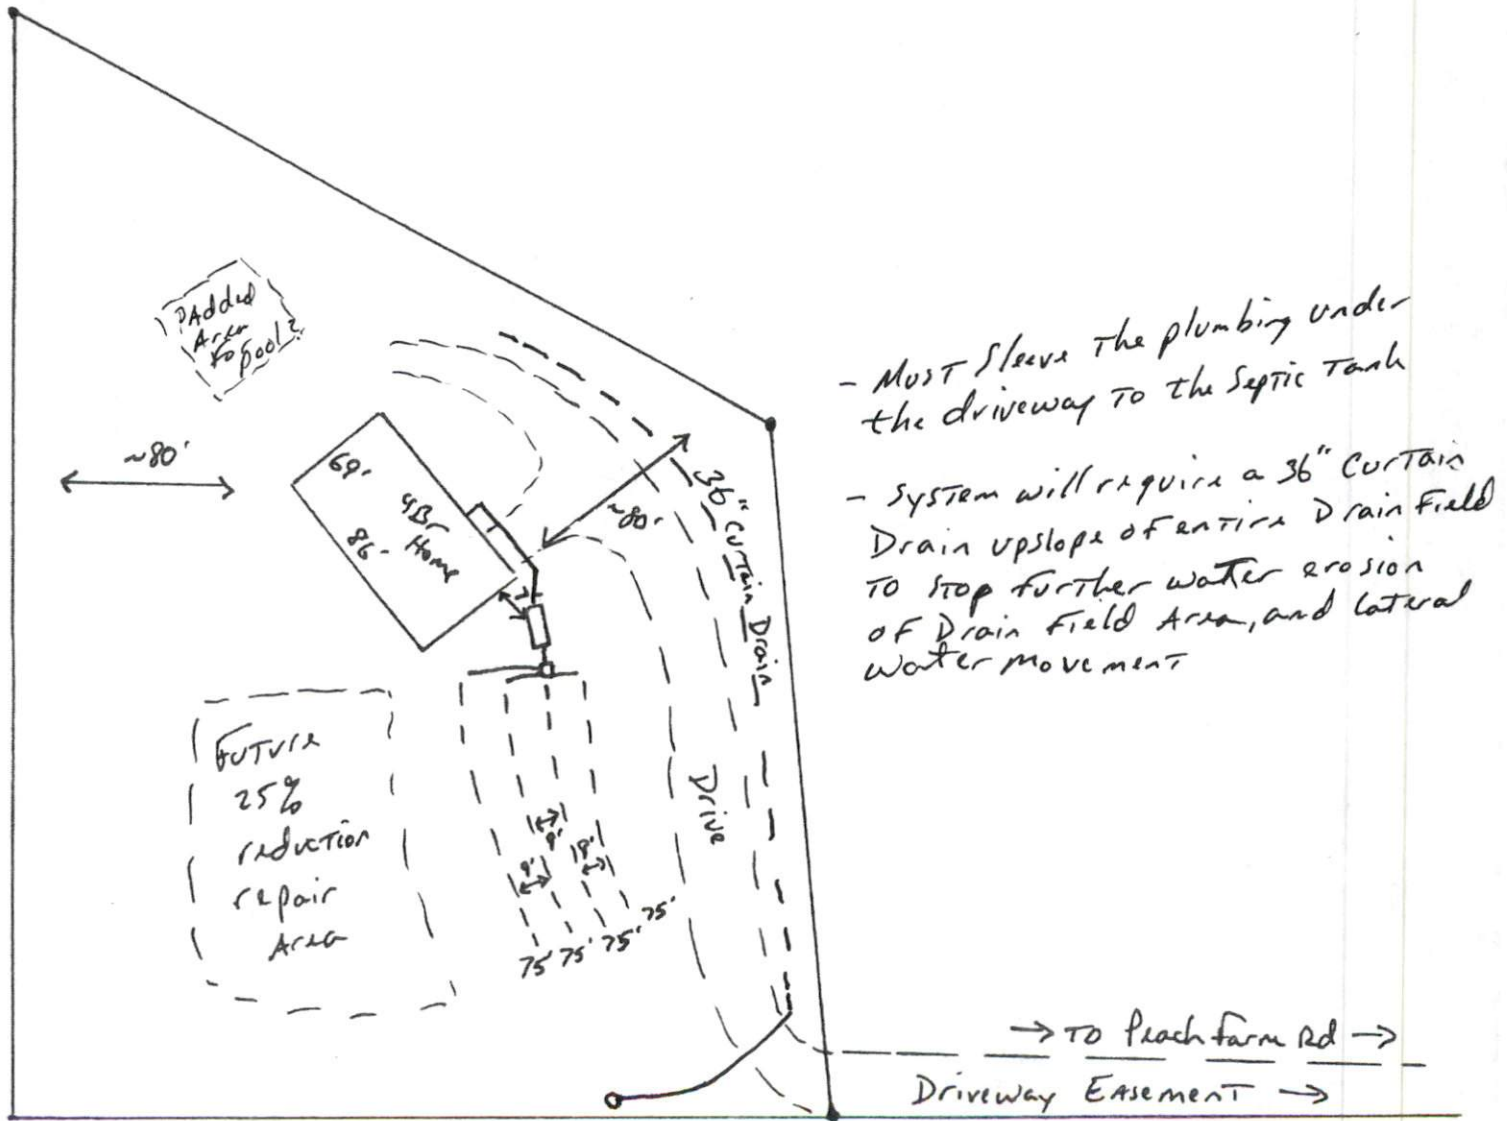 PAdded
Area
For pool?
~80'
69'
86'
4Br
Home
~80'
36" Curtain Drain
Drive
Future
25%
reduction
repair
Area
9'
9'
9'
75' 75' 75' 75'
- Must Sleeve the plumbing under
the driveway To the Septic Tank
- System will require a 36" Curtain
Drain upslope of entire Drain Field
To stop further water erosion
of Drain Field Area, and lateral
water movement
→ To Peach Farm Rd →
Driveway Easement →